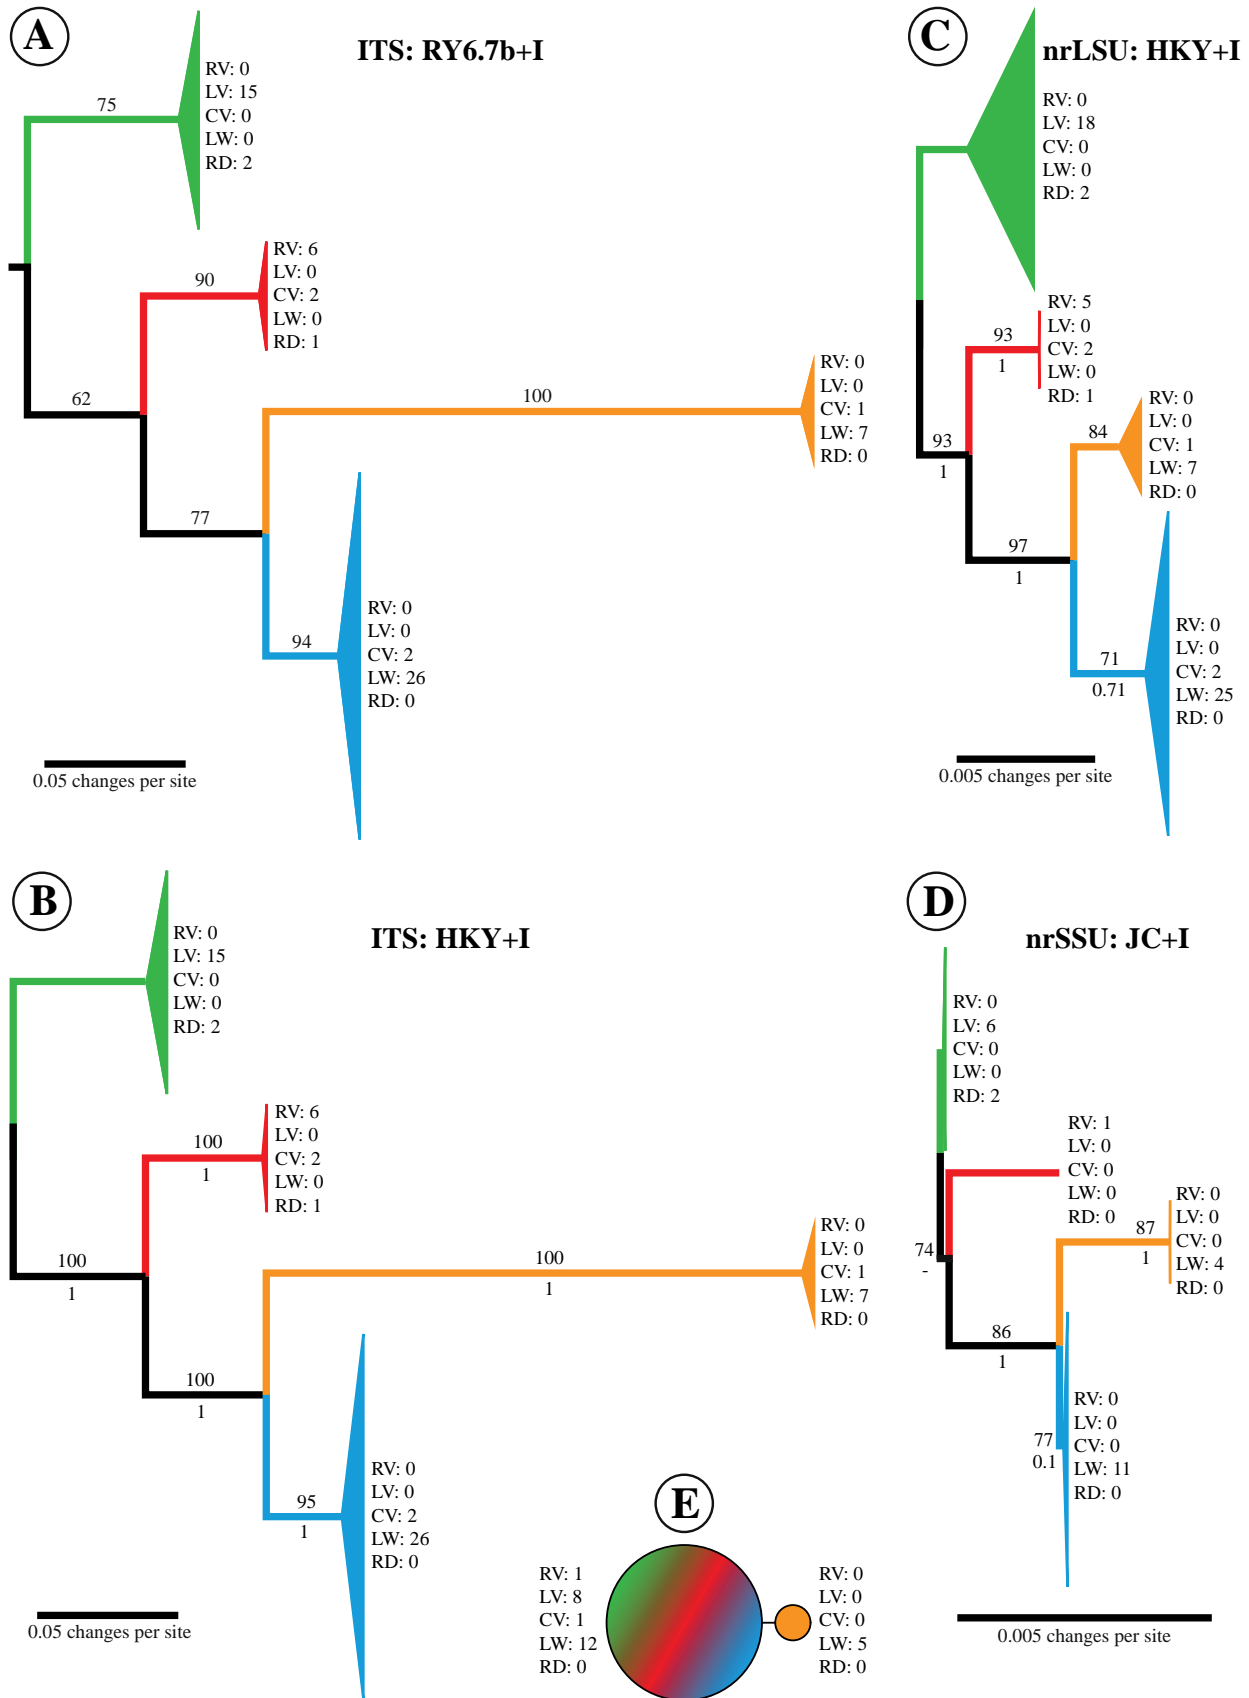 A
ITS: RY6.7b+I
75
RV: 0
LV: 15
CV: 0
LW: 0
RD: 2
90
RV: 6
LV: 0
CV: 2
LW: 0
RD: 1
62
100
RV: 0
LV: 0
CV: 1
LW: 7
RD: 0
77
94
RV: 0
LV: 0
CV: 2
LW: 26
RD: 0
0.05 changes per site
C
nrLSU: HKY+I
RV: 0
LV: 18
CV: 0
LW: 0
RD: 2
93
1
RV: 5
LV: 0
CV: 2
LW: 0
RD: 1
93
1
84
RV: 0
LV: 0
CV: 1
LW: 7
RD: 0
97
1
71
0.71
RV: 0
LV: 0
CV: 2
LW: 25
RD: 0
0.005 changes per site
B
ITS: HKY+I
RV: 0
LV: 15
CV: 0
LW: 0
RD: 2
100
1
RV: 6
LV: 0
CV: 2
LW: 0
RD: 1
100
1
100
1
RV: 0
LV: 0
CV: 1
LW: 7
RD: 0
100
1
95
1
RV: 0
LV: 0
CV: 2
LW: 26
RD: 0
0.05 changes per site
D
nrSSU: JC+I
RV: 0
LV: 6
CV: 0
LW: 0
RD: 2
RV: 1
LV: 0
CV: 0
LW: 0
RD: 0
74
-
87
1
RV: 0
LV: 0
CV: 0
LW: 4
RD: 0
86
1
77
0.1
RV: 0
LV: 0
CV: 0
LW: 11
RD: 0
0.005 changes per site
E
RV: 1
LV: 8
CV: 1
LW: 12
RD: 0
RV: 0
LV: 0
CV: 0
LW: 5
RD: 0